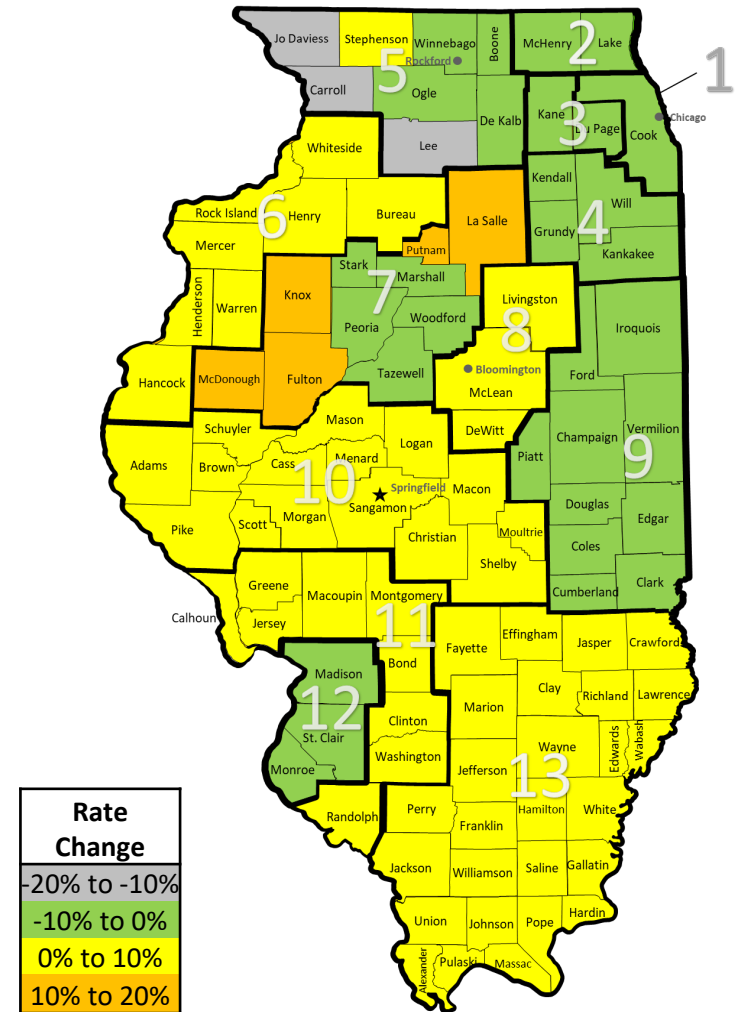 Jo Daviess
Stephenson
Winnebago
Boone
McHenry
Lake
2
1
5
Rockford
Carroll
Ogle
De Kalb
Kane
3
Du Page
Cook
Chicago
Lee
Whiteside
Kendall
Will
4
Rock Island
6
Henry
Bureau
La Salle
Grundy
Mercer
Putnam
Kankakee
Stark
Marshall
7
Henderson
Warren
Knox
Livingston
8
Peoria
Woodford
Iroquois
Hancock
McDonough
Fulton
Tazewell
Bloomington
McLean
Ford
Mason
Schuyler
Logan
DeWitt
Champaign
Vermilion
9
Adams
Brown
Cass
Menard
10
Piatt
Springfield
Macon
Sangamon
Douglas
Pike
Scott
Morgan
Christian
Moultrie
Edgar
Coles
Shelby
Greene
Macoupin
Montgomery
Cumberland
Clark
Calhoun
Jersey
11
Fayette
Effingham
Jasper
Crawford
Bond
Madison
12
Clay
Richland
Lawrence
Marion
Clinton
St. Clair
Washington
Wayne
Edwards
Wabash
Monroe
Jefferson
13
Randolph
Perry
Hamilton
White
Franklin
Jackson
Williamson
Saline
Gallatin
Union
Johnson
Pope
Hardin
Alexander
Pulaski
Massac
Rate
Change
-20% to -10%
-10% to 0%
0% to 10%
10% to 20%